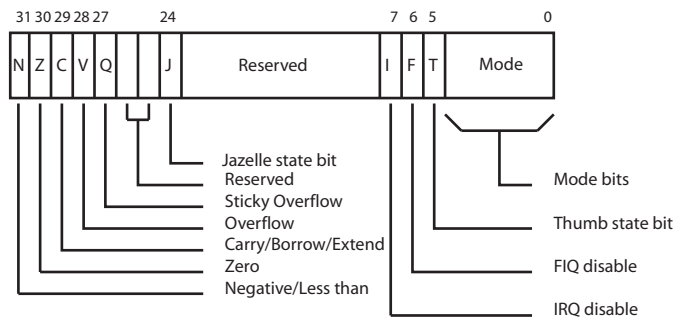 31 30 29 28 27 24 7 6 5 0
N Z C V Q J Reserved I F T Mode
Jazelle state bit
Reserved Mode bits
Sticky Overflow
Overflow Thumb state bit
Carry/Borrow/Extend
Zero FIQ disable
Negative/Less than
IRQ disable